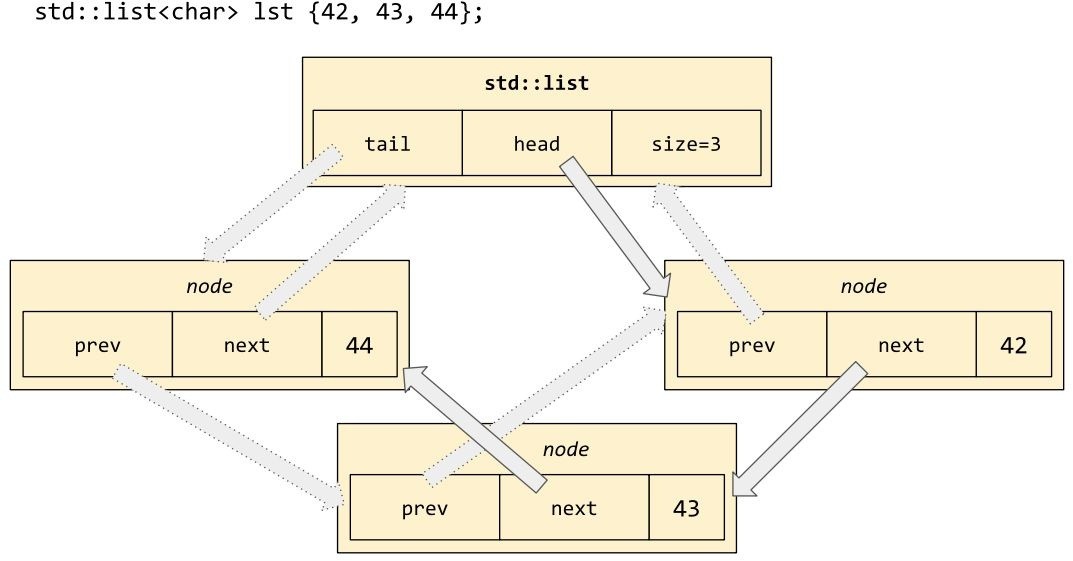 std::list<char> lst {42, 43, 44};
std::list
tail head size=3
node
prev next 44
node
prev next 42
node
prev next 43